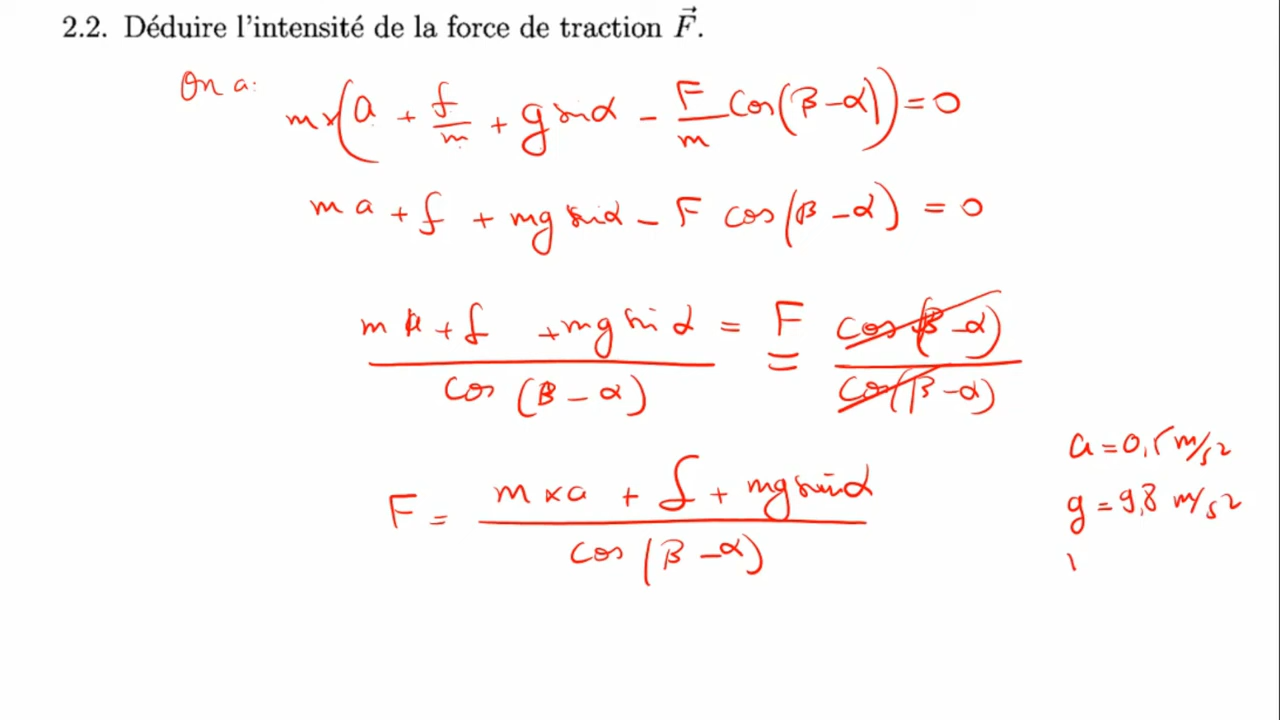 2.2. Déduire l'intensité de la force de traction F⃗.
On a:
m×(a + f/m + g sin α − F/m cos(β − α)) = 0
m a + f + mg sin α − F cos(β − α) = 0
(m a + f + mg sin α)/(cos(β − α)) = F cos(β − α)/cos(β − α)
a = 0,5 m/s²
F = (m × a + f + mg sin α)/(cos(β − α))
g = 9,8 m/s²